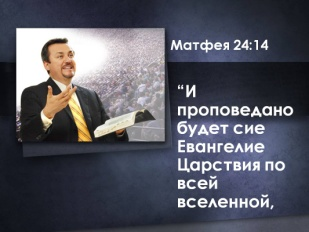 Матфея 24:14
“И
проповедано
будет сие
Евангелие
Царствия по
всей
вселенной,